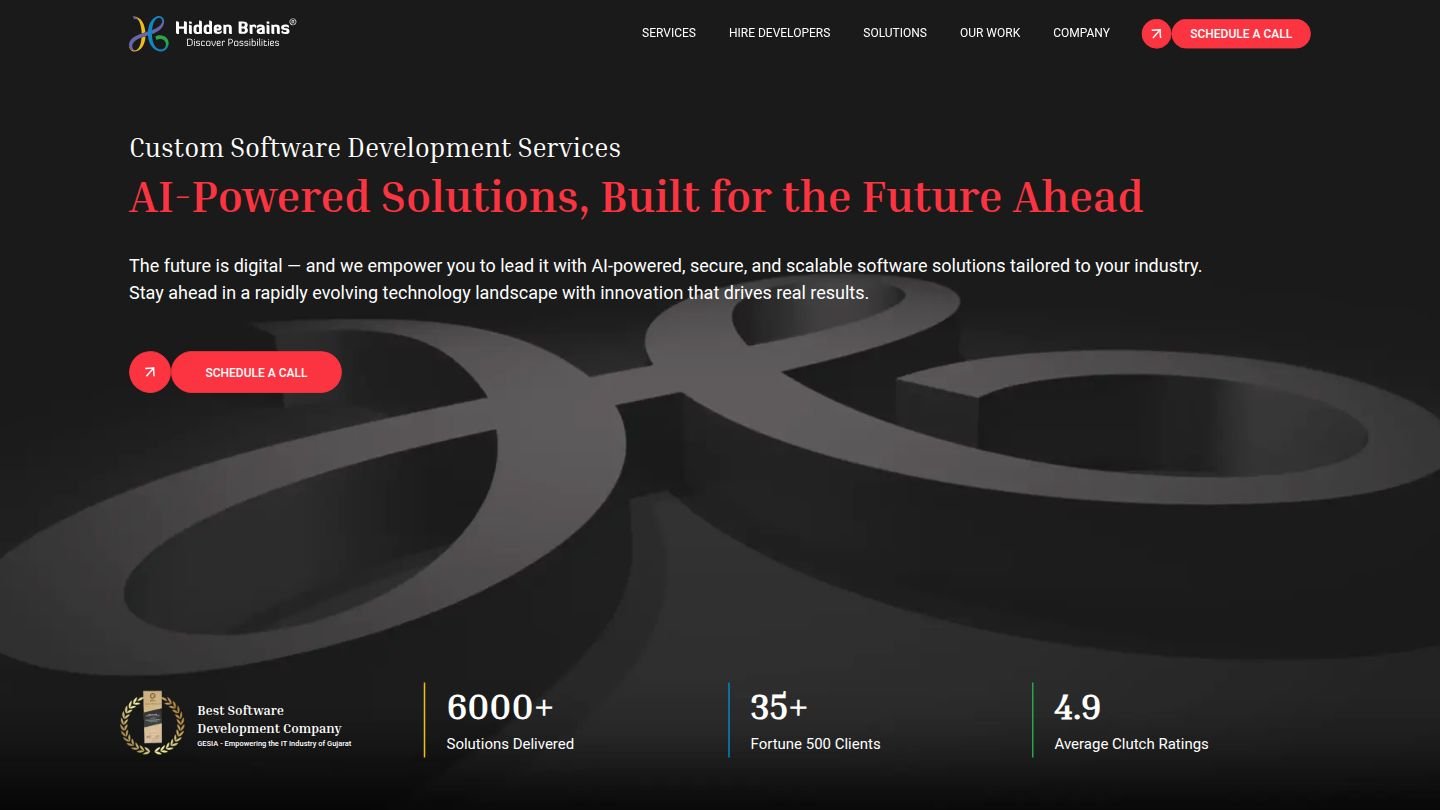 Hidden Brains®
Discover Possibilities
SERVICES
HIRE DEVELOPERS
SOLUTIONS
OUR WORK
COMPANY
SCHEDULE A CALL
Custom Software Development Services
AI-Powered Solutions, Built for the Future Ahead
The future is digital — and we empower you to lead it with AI-powered, secure, and scalable software solutions tailored to your industry.
Stay ahead in a rapidly evolving technology landscape with innovation that drives real results.
SCHEDULE A CALL
Best Software
Development Company
GESIA - Empowering the IT Industry of Gujarat
6000+
Solutions Delivered
35+
Fortune 500 Clients
4.9
Average Clutch Ratings